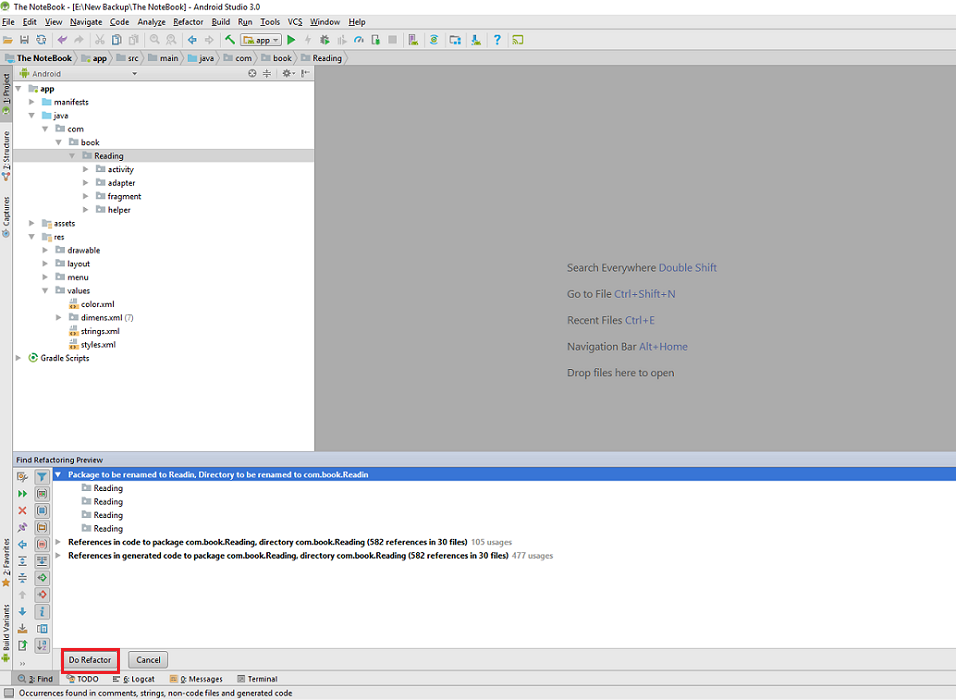 The NoteBook - [E:\New Backup\The NoteBook] - Android Studio 3.0
File Edit View Navigate Code Analyze Refactor Build Run Tools VCS Window Help
app
The NoteBook app src main java com book Reading
1: Project
2: Structure
Captures
2: Favorites
Build Variants
Android
app
manifests
java
com
book
Reading
activity
adapter
fragment
helper
assets
res
drawable
layout
menu
values
color.xml
dimens.xml (7)
strings.xml
styles.xml
Gradle Scripts
Search Everywhere Double Shift
Go to File Ctrl+Shift+N
Recent Files Ctrl+E
Navigation Bar Alt+Home
Drop files here to open
Find Refactoring Preview
Package to be renamed to Readin, Directory to be renamed to com.book.Readin
Reading
Reading
Reading
Reading
References in code to package com.book.Reading, directory com.book.Reading (582 references in 30 files) 105 usages
References in generated code to package com.book.Reading, directory com.book.Reading (582 references in 30 files) 477 usages
Do Refactor Cancel
3: Find TODO 6: Logcat 0: Messages Terminal
Occurrences found in comments, strings, non-code files and generated code